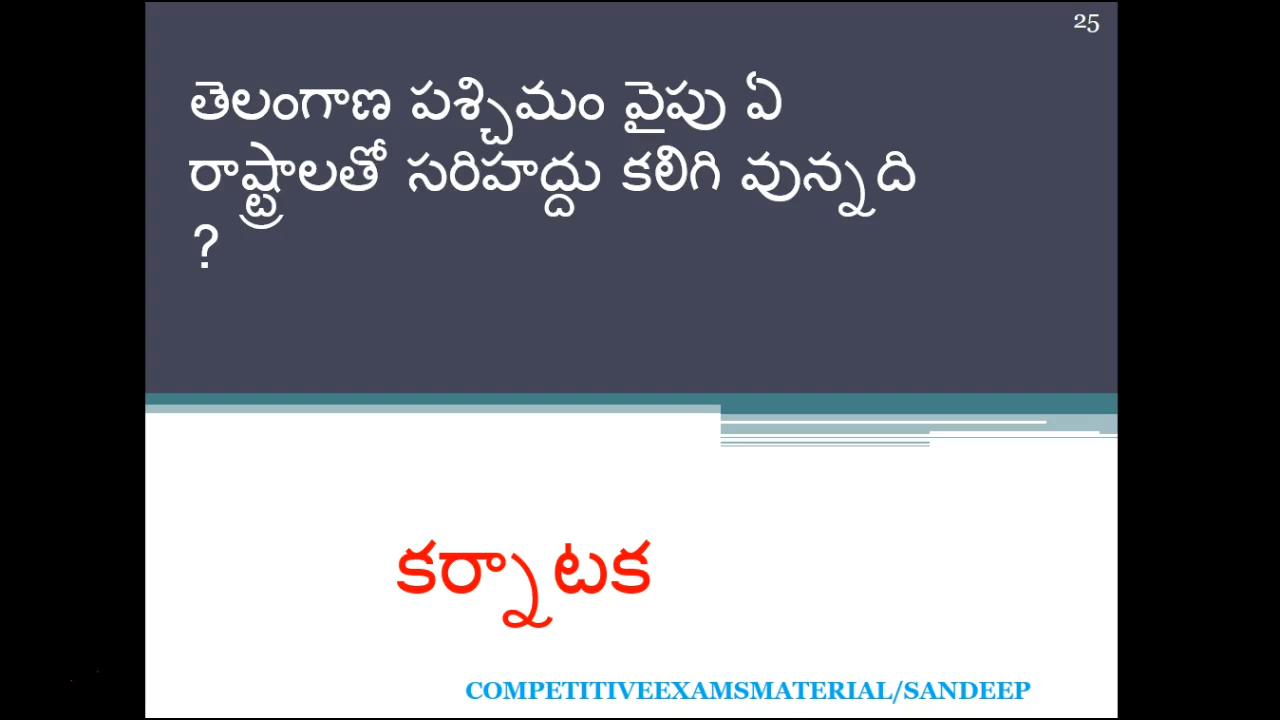 25
తెలంగాణ పశ్చిమం వైపు ఏ
రాష్ట్రాలతో సరిహద్దు కలిగి వున్నది
?
కర్నాటక
COMPETITIVEEXAMSMATERIAL/SANDEEP